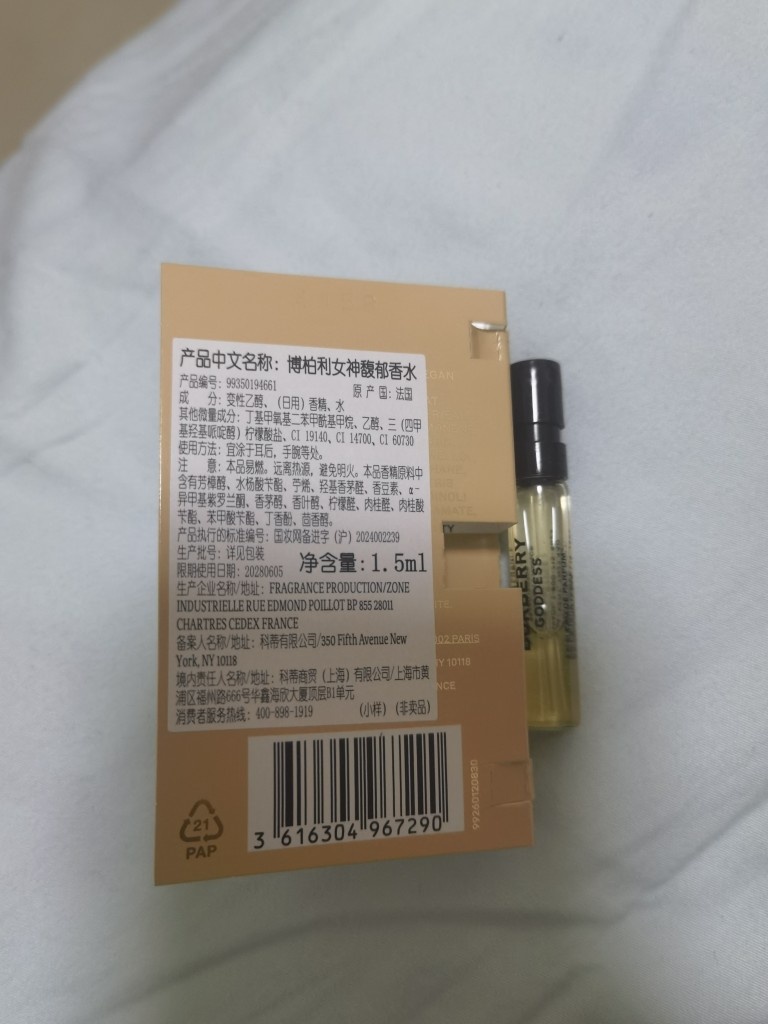 产品中文名称：博柏利女神馥郁香水
产品编号：99350194661 原 产 国：法国
成 分：变性乙醇、（日用）香精、水
其他微量成分：丁基甲氧基二苯甲酰基甲烷、乙醇、三（四甲
基羟基哌啶醇）柠檬酸盐、CI 19140、CI 14700、CI 60730
使用方法：宜涂于耳后，手腕等处。
注 意：本品易燃。远离热源，避免明火。本品香精原料中
含有芳樟醇、水杨酸苄酯、苧烯、羟基香茅醛、香豆素、α-
异甲基紫罗兰酮、香茅醇、香叶醇、柠檬醛、肉桂醛、肉桂酸
苄酯、苯甲酸苄酯、丁香酚、茴香醇。
产品执行的标准编号：国妆网备进字（沪）2024002239
生产批号：详见包装
净含量：1.5ml
限期使用日期：20280605
生产企业名称/地址：FRAGRANCE PRODUCTION/ZONE
INDUSTRIELLE RUE EDMOND POILLOT BP 855 28011
CHARTRES CEDEX FRANCE
备案人名称/地址：科蒂有限公司/350 Fifth Avenue New
York, NY 10118
境内责任人名称/地址：科蒂商贸（上海）有限公司/上海市黄
浦区福州路666号华鑫海欣大厦顶层B1单元
消费者服务热线：400-898-1919 （小样）（非卖品）
3 616304 967290
21
PAP
99260120830
PARIS
NY 10118
BURBERRY
GODDESS